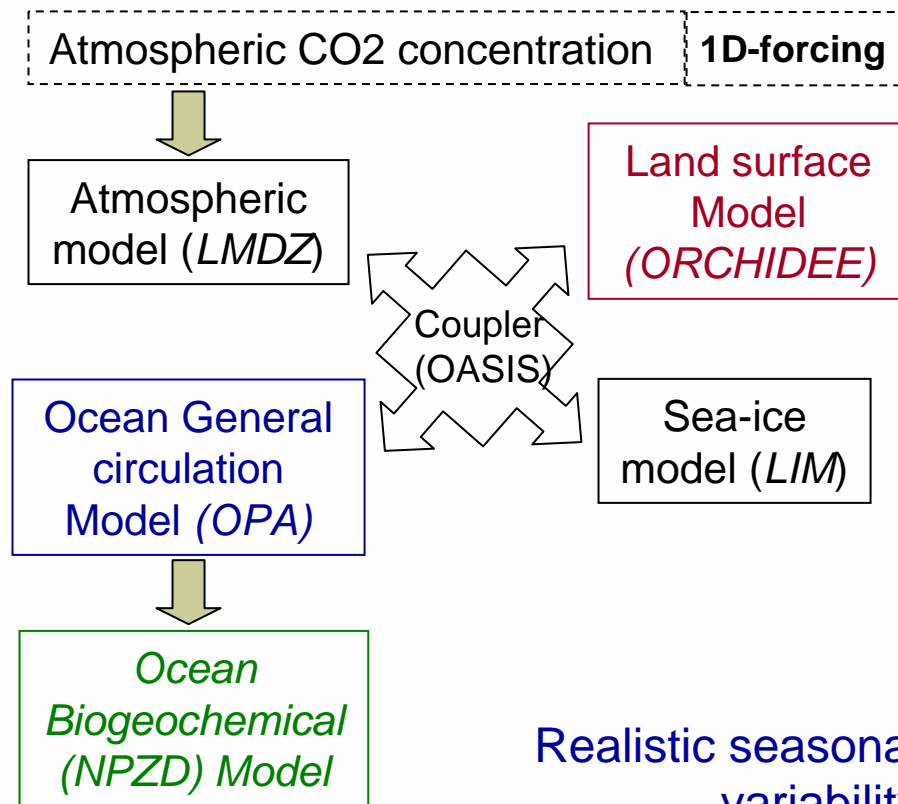 Atmospheric CO2 concentration 1D-forcing
Atmospheric
model (LMDZ)
Land surface
Model
(ORCHIDEE)
Coupler
(OASIS)
Ocean General
circulation
Model (OPA)
Sea-ice
model (LIM)
Ocean
Biogeochemical
(NPZD) Model
Realistic seasona
variability